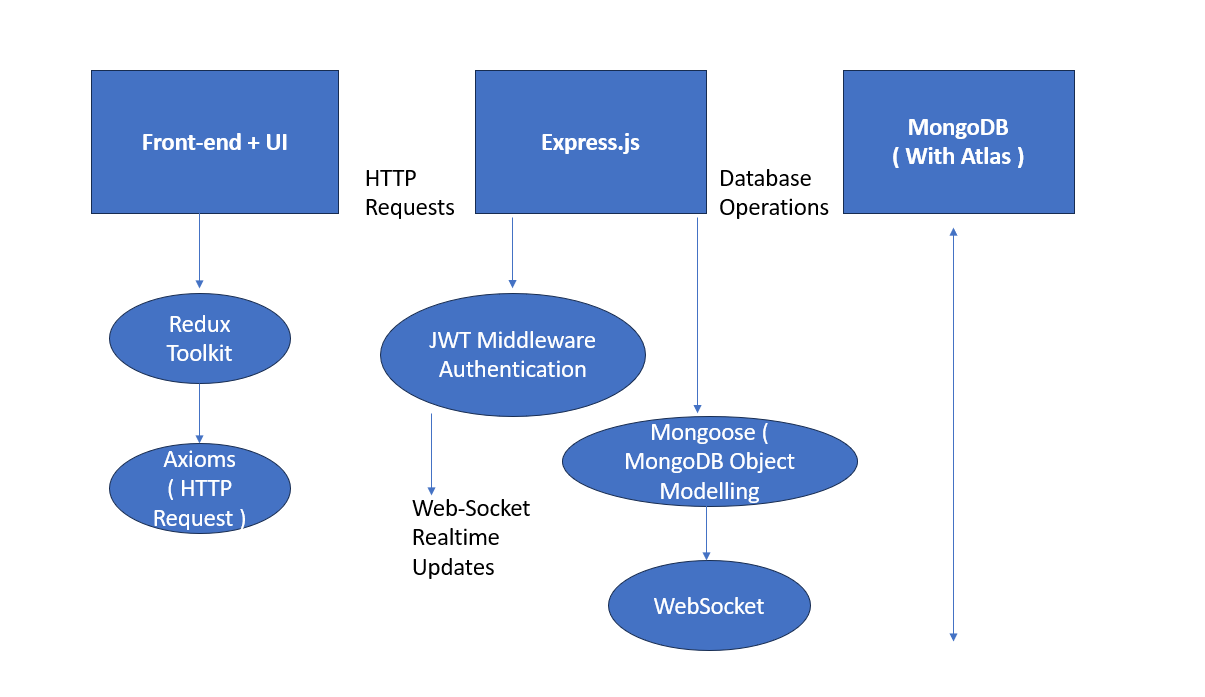 Front-end + UI
HTTP
Requests
Express.js
Database
Operations
MongoDB
( With Atlas )
Redux
Toolkit
JWT Middleware
Authentication
Axioms
( HTTP
Request )
Mongoose (
MongoDB Object
Modelling
Web-Socket
Realtime
Updates
WebSocket